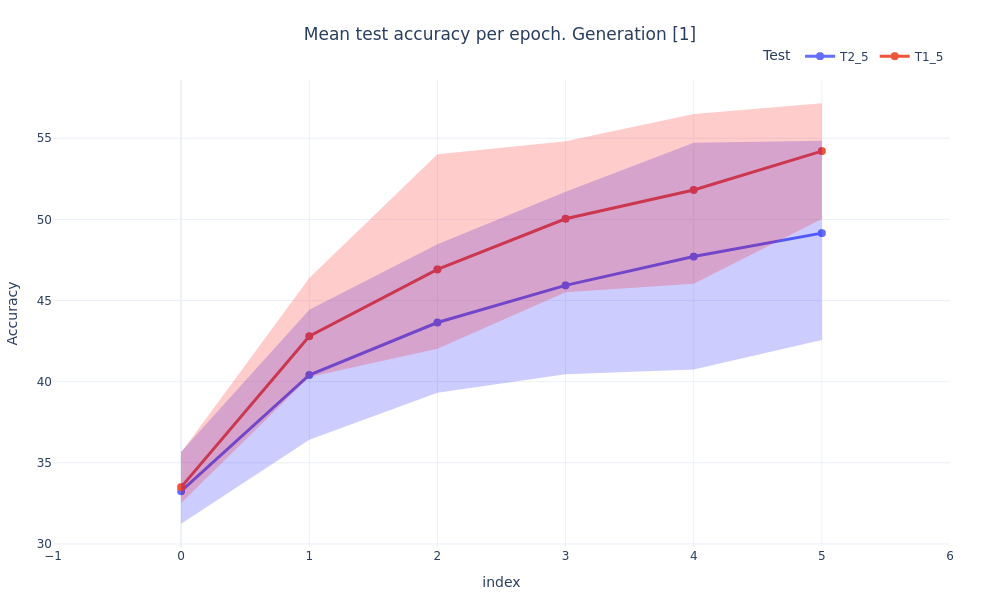 Mean test accuracy per epoch. Generation [1]
Test T2_5 T1_5
Accuracy
55
50
45
40
35
30
−1 0 1 2 3 4 5 6
index